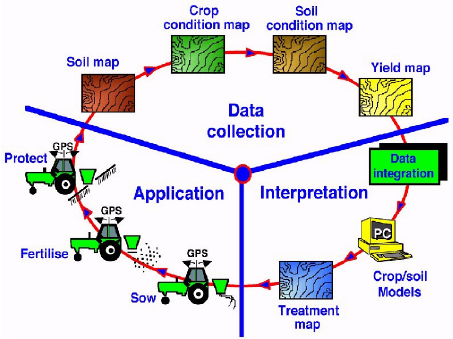 Crop
condition map
Soil
condition map
Soil map
Yield map
Data
collection
Protect
GPS
Application
Interpretation
Data
integration
GPS
PC
Fertilise
GPS
Sow
Crop/soil
Models
Treatment
map